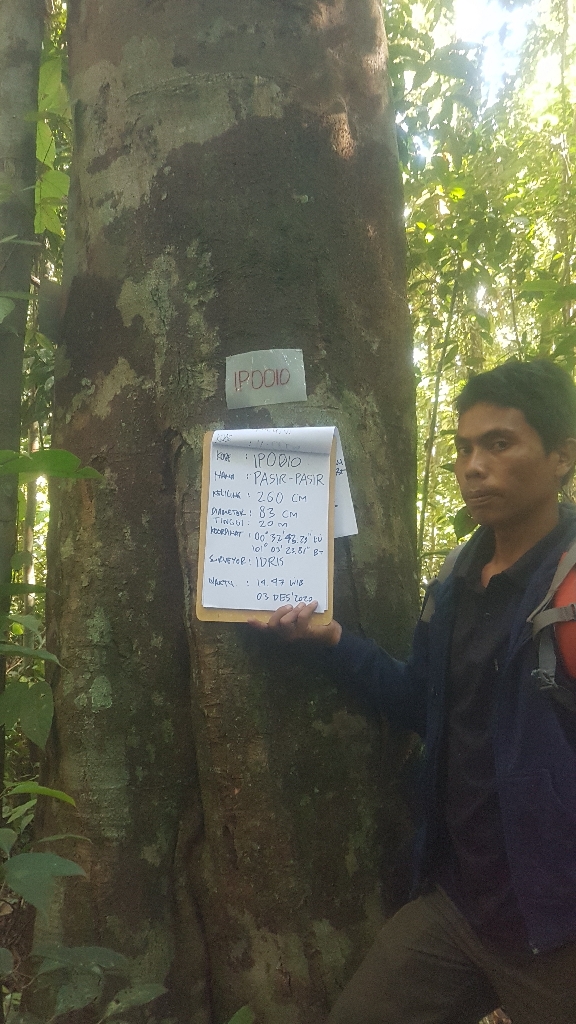 IP0010
KODE : IP0010
NAMA : PASIR-PASIR
KELILING : 260 CM
DIAMETER : 83 CM
TINGGI : 20 M
KOORDINAT : 00° 52' 48.73" LU
101° 03' 23.81" BT
SURVEYOR : IDRIS
WAKTU : 14.47 WIB
03 DES'2020